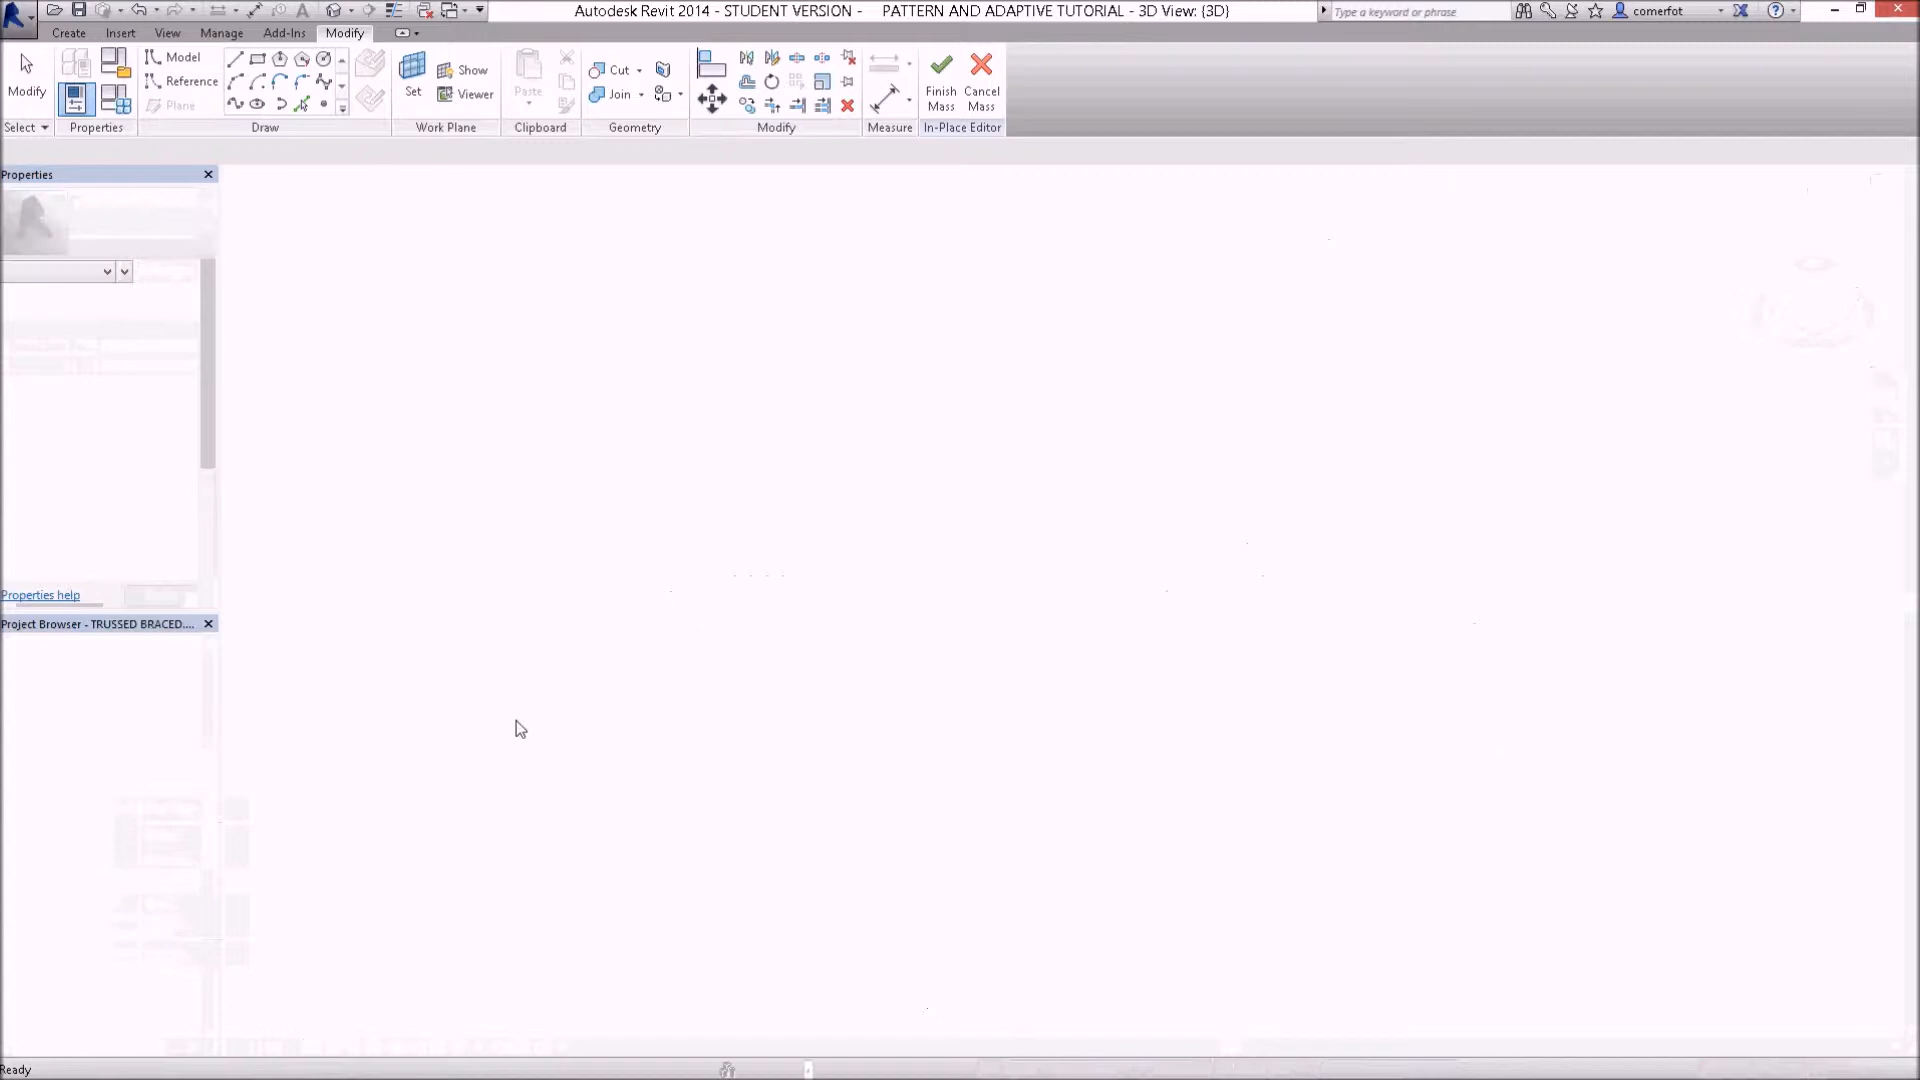 Autodesk Revit 2014 - STUDENT VERSION - PATTERN AND ADAPTIVE TUTORIAL - 3D View: {3D}
Type a keyword or phrase
comerfot
Create Insert View Manage Add-Ins Modify
Modify
Model
Reference
Plane
Set
Show
Viewer
Paste
Cut
Join
Finish Mass
Cancel Mass
Select Properties Draw Work Plane Clipboard Geometry Modify Measure In-Place Editor
Properties
Properties help
Project Browser - TRUSSED BRACED....
Ready